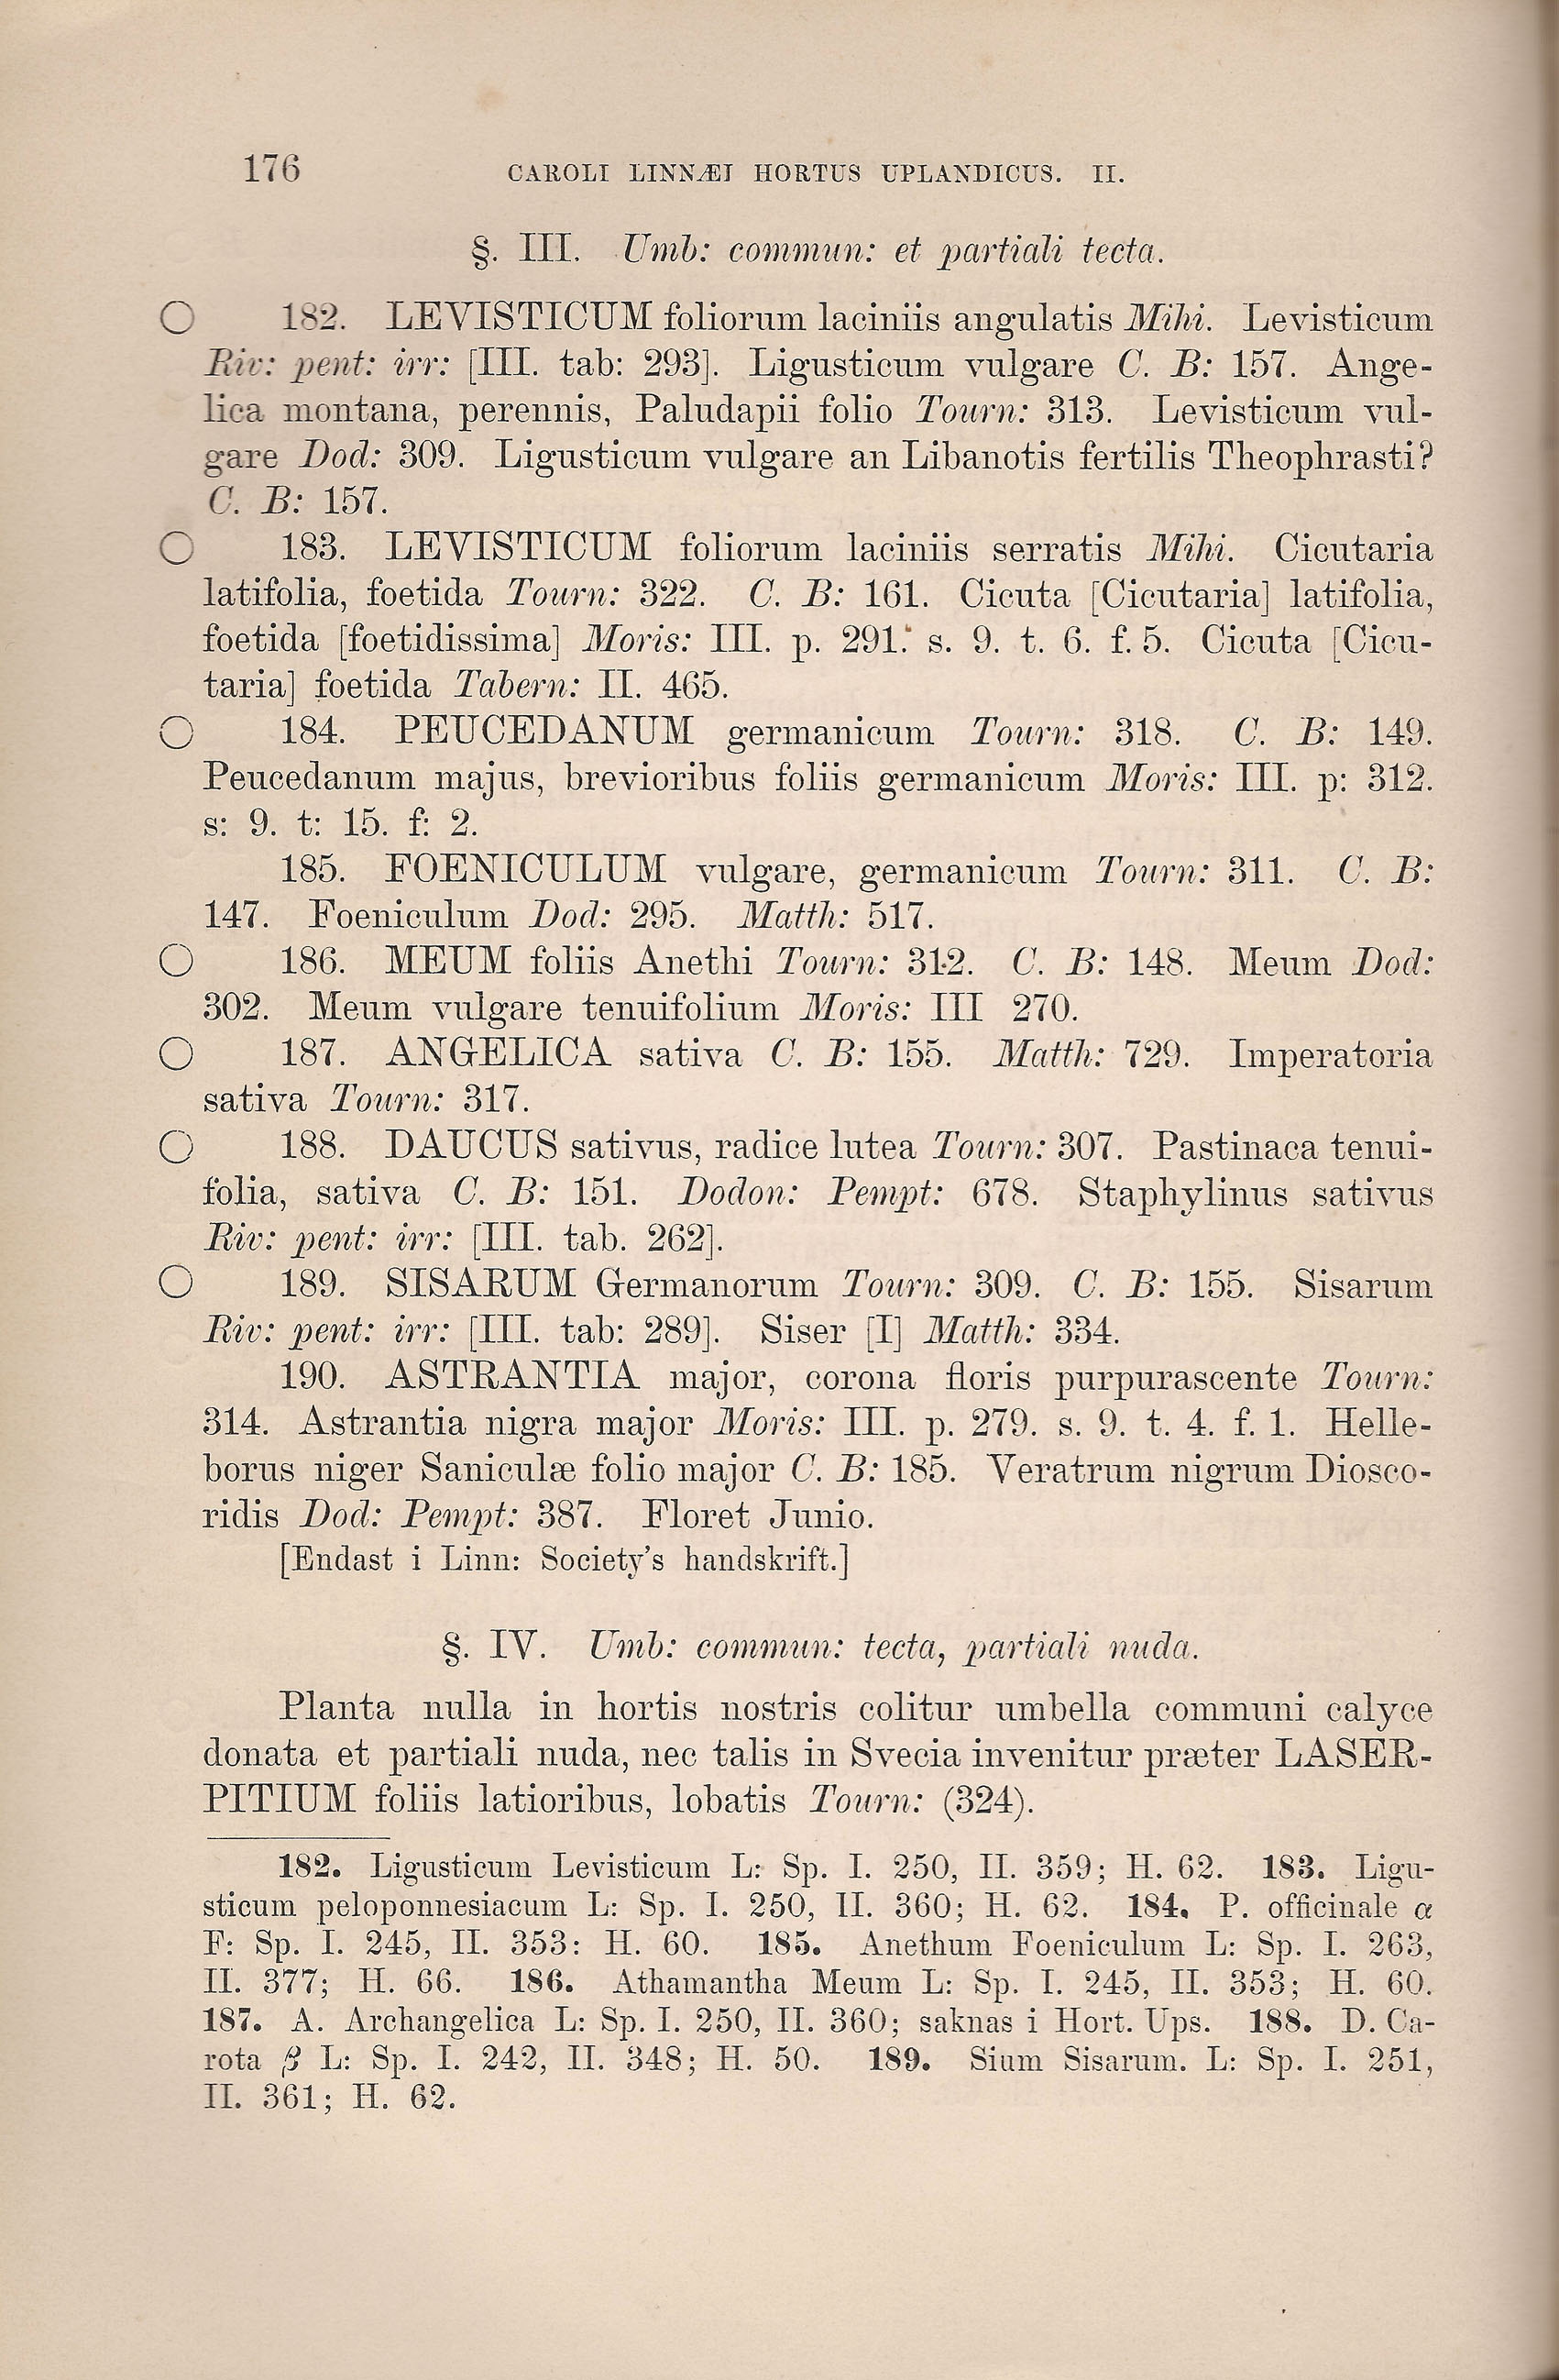 176 CAROLI LINNÆI HORTUS UPLANDICUS. II.
§. III. Umb: commun: et partiali tecta.
○ 182. LEVISTICUM foliorum laciniis angulatis Mihi. Levisticum
Riv: pent: irr: [III. tab: 293]. Ligusticum vulgare C. B: 157. Ange-
lica montana, perennis, Paludapii folio Tourn: 313. Levisticum vul-
gare Dod: 309. Ligusticum vulgare an Libanotis fertilis Theophrasti?
C. B: 157.
○ 183. LEVISTICUM foliorum laciniis serratis Mihi. Cicutaria
latifolia, foetida Tourn: 322. C. B: 161. Cicuta [Cicutaria] latifolia,
foetida [foetidissima] Moris: III. p. 291. s. 9. t. 6. f. 5. Cicuta [Cicu-
taria] foetida Tabern: II. 465.
○ 184. PEUCEDANUM germanicum Tourn: 318. C. B: 149.
Peucedanum majus, brevioribus foliis germanicum Moris: III. p: 312.
s: 9. t: 15. f: 2.
185. FOENICULUM vulgare, germanicum Tourn: 311. C. B:
147. Foeniculum Dod: 295. Matth: 517.
○ 186. MEUM foliis Anethi Tourn: 312. C. B: 148. Meum Dod:
302. Meum vulgare tenuifolium Moris: III 270.
○ 187. ANGELICA sativa C. B: 155. Matth: 729. Imperatoria
sativa Tourn: 317.
○ 188. DAUCUS sativus, radice lutea Tourn: 307. Pastinaca tenui-
folia, sativa C. B: 151. Dodon: Pempt: 678. Staphylinus sativus
Riv: pent: irr: [III. tab. 262].
○ 189. SISARUM Germanorum Tourn: 309. C. B: 155. Sisarum
Riv: pent: irr: [III. tab: 289]. Siser [I] Matth: 334.
190. ASTRANTIA major, corona floris purpurascente Tourn:
314. Astrantia nigra major Moris: III. p. 279. s. 9. t. 4. f. 1. Helle-
borus niger Saniculæ folio major C. B: 185. Veratrum nigrum Diosco-
ridis Dod: Pempt: 387. Floret Junio.
[Endast i Linn: Society's handskrift.]
§. IV. Umb: commun: tecta, partiali nuda.
Planta nulla in hortis nostris colitur umbella communi calyce
donata et partiali nuda, nec talis in Svecia invenitur præter LASER-
PITIUM foliis latioribus, lobatis Tourn: (324).
182. Ligusticum Levisticum L: Sp. I. 250, II. 359; H. 62. 183. Ligu-
sticum peloponnesiacum L: Sp. I. 250, II. 360; H. 62. 184. P. officinale α
F: Sp. I. 245, II. 353: H. 60. 185. Anethum Foeniculum L: Sp. I. 263,
II. 377; H. 66. 186. Athamantha Meum L: Sp. I. 245, II. 353; H. 60.
187. A. Archangelica L: Sp. I. 250, II. 360; saknas i Hort. Ups. 188. D. Ca-
rota β L: Sp. I. 242, II. 348; H. 50. 189. Sium Sisarum. L: Sp. I. 251,
II. 361; H. 62.